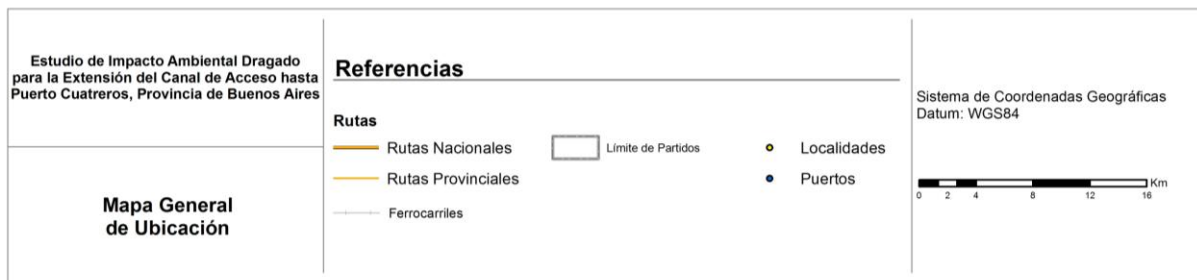 Estudio de Impacto Ambiental Dragado
para la Extensión del Canal de Acceso hasta
Puerto Cuatreros, Provincia de Buenos Aires
Mapa General
de Ubicación
Referencias
Rutas
Rutas Nacionales
Rutas Provinciales
Ferrocarriles
Límite de Partidos
Localidades
Puertos
Sistema de Coordenadas Geográficas
Datum: WGS84
Km
0 2 4 8 12 16